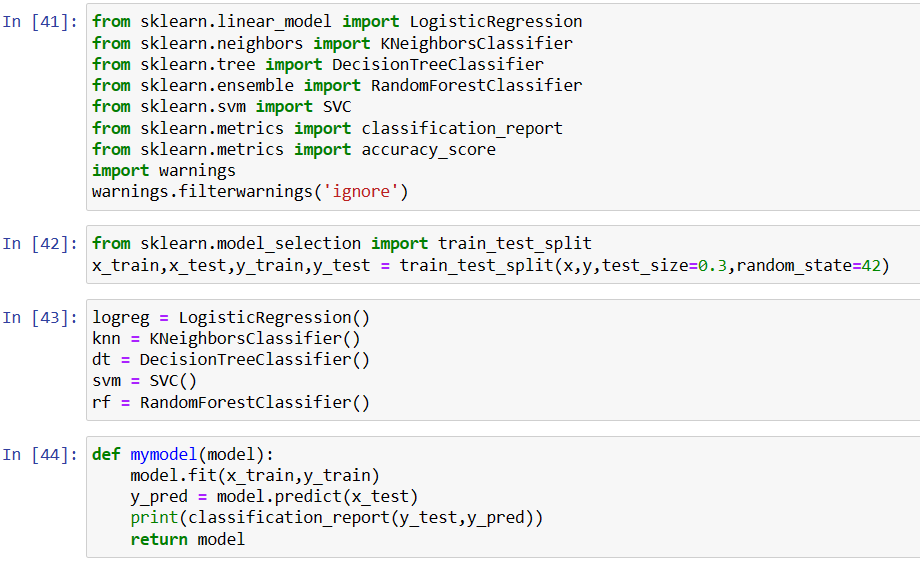 In [41]: from sklearn.linear_model import LogisticRegression
from sklearn.neighbors import KNeighborsClassifier
from sklearn.tree import DecisionTreeClassifier
from sklearn.ensemble import RandomForestClassifier
from sklearn.svm import SVC
from sklearn.metrics import classification_report
from sklearn.metrics import accuracy_score
import warnings
warnings.filterwarnings('ignore')
In [42]: from sklearn.model_selection import train_test_split
x_train,x_test,y_train,y_test = train_test_split(x,y,test_size=0.3,random_state=42)
In [43]: logreg = LogisticRegression()
knn = KNeighborsClassifier()
dt = DecisionTreeClassifier()
svm = SVC()
rf = RandomForestClassifier()
In [44]: def mymodel(model):
    model.fit(x_train,y_train)
    y_pred = model.predict(x_test)
    print(classification_report(y_test,y_pred))
    return model